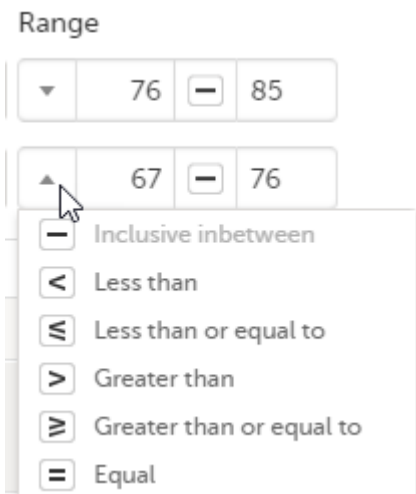 Range
76 − 85
67 − 76
− Inclusive inbetween
< Less than
≤ Less than or equal to
> Greater than
≥ Greater than or equal to
= Equal